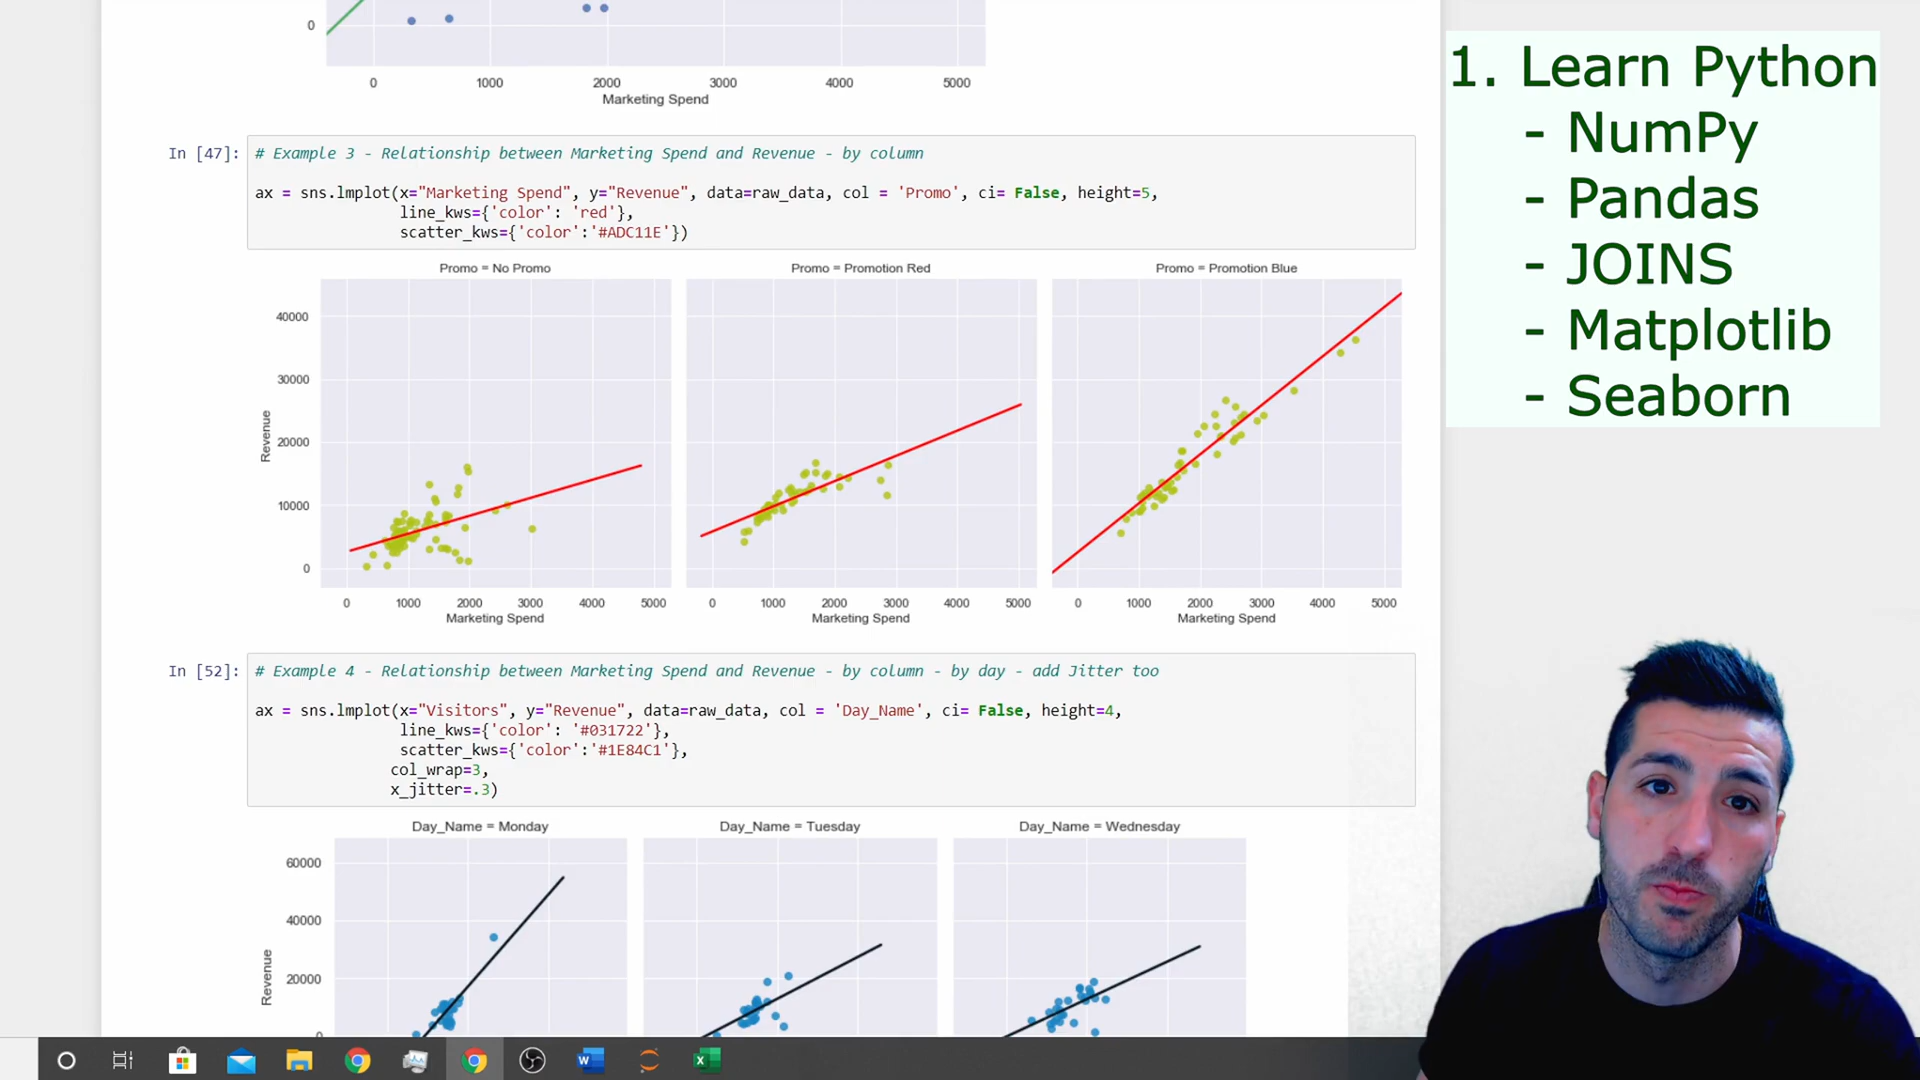 0
0 1000 2000 3000 4000 5000
Marketing Spend
In [47]:
# Example 3 - Relationship between Marketing Spend and Revenue - by column
ax = sns.lmplot(x="Marketing Spend", y="Revenue", data=raw_data, col = 'Promo', ci= False, height=5,
line_kws={'color': 'red'},
scatter_kws={'color':'#ADC11E'})
Promo = No Promo
Promo = Promotion Red
Promo = Promotion Blue
40000
30000
20000
10000
0
Revenue
0 1000 2000 3000 4000 5000
Marketing Spend
0 1000 2000 3000 4000 5000
Marketing Spend
0 1000 2000 3000 4000 5000
Marketing Spend
In [52]:
# Example 4 - Relationship between Marketing Spend and Revenue - by column - by day - add Jitter too
ax = sns.lmplot(x="Visitors", y="Revenue", data=raw_data, col = 'Day_Name', ci= False, height=4,
line_kws={'color': '#031722'},
scatter_kws={'color':'#1E84C1'},
col_wrap=3,
x_jitter=.3)
Day_Name = Monday
Day_Name = Tuesday
Day_Name = Wednesday
60000
40000
20000
0
Revenue
1. Learn Python
- NumPy
- Pandas
- JOINS
- Matplotlib
- Seaborn
W
X